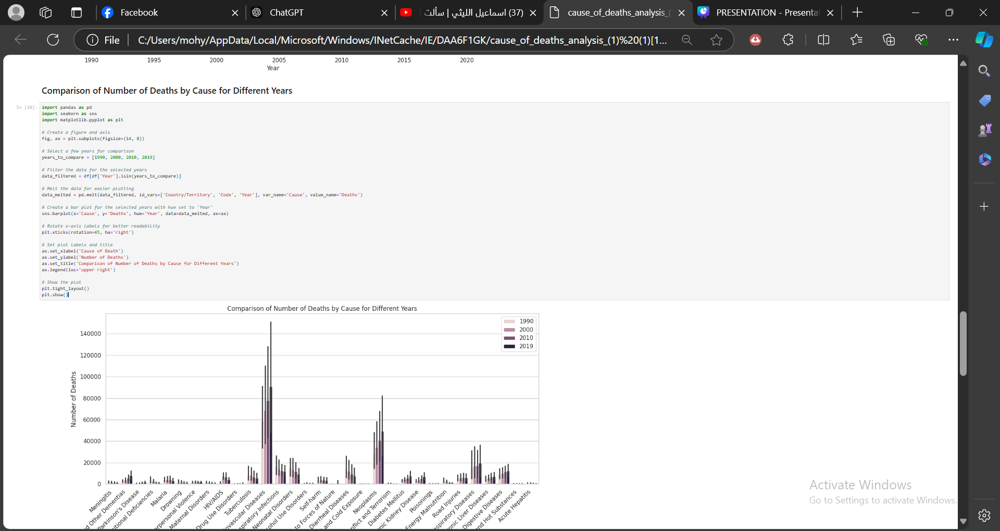 Facebook
ChatGPT
(37) اسماعيل الليثي | سألت
cause_of_deaths_analysis_(
PRESENTATION - Presentat
File
C:/Users/mohy/AppData/Local/Microsoft/Windows/INetCache/IE/DAA6F1GK/cause_of_deaths_analysis_(1)%20(1)[1...
1990 1995 2000 2005 2010 2015 2020
Year
Comparison of Number of Deaths by Cause for Different Years
In [10]:
import pandas as pd
import seaborn as sns
import matplotlib.pyplot as plt
# Create a figure and axis
fig, ax = plt.subplots(figsize=(14, 8))
# Select a few years for comparison
years_to_compare = [1990, 2000, 2010, 2019]
# Filter the data for the selected years
data_filtered = df[df['Year'].isin(years_to_compare)]
# Melt the data for easier plotting
data_melted = pd.melt(data_filtered, id_vars=['Country/Territory', 'Code', 'Year'], var_name='Cause', value_name='Deaths')
# Create a bar plot for the selected years with hue set to 'Year'
sns.barplot(x='Cause', y='Deaths', hue='Year', data=data_melted, ax=ax)
# Rotate x-axis labels for better readability
plt.xticks(rotation=45, ha='right')
# Set plot labels and title
ax.set_xlabel('Cause of Death')
ax.set_ylabel('Number of Deaths')
ax.set_title('Comparison of Number of Deaths by Cause for Different Years')
ax.legend(loc='upper right')
# Show the plot
plt.tight_layout()
plt.show()
Comparison of Number of Deaths by Cause for Different Years
1990
2000
2010
2019
140000
120000
100000
80000
60000
40000
20000
0
Number of Deaths
Meningitis
d Other Dementias
Parkinson's Disease
itional Deficiencies
Malaria
Drowning
erpersonal Violence
Maternal Disorders
HIV/AIDS
Drug Use Disorders
Tuberculosis
ovascular Diseases
spiratory Infections
Neonatal Disorders
ohol Use Disorders
Self-harm
to Forces of Nature
Diarrheal Diseases
and Cold Exposure
Neoplasms
nflict and Terrorism
Diabetes Mellitus
nic Kidney Disease
Poisonings
Energy Malnutrition
Road Injuries
espiratory Diseases
onic Liver Diseases
Digestive Diseases
nd Hot Substances
Acute Hepatitis
Activate Windows
Go to Settings to activate Windows.